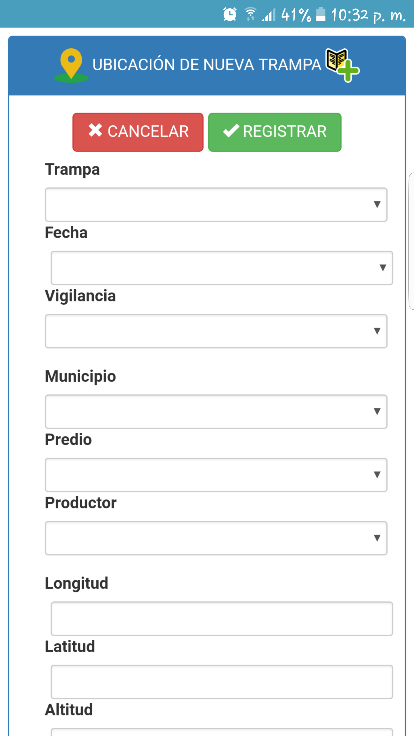 41% 10:32 p. m.
UBICACIÓN DE NUEVA TRAMPA
CANCELAR REGISTRAR
Trampa
Fecha
Vigilancia
Municipio
Predio
Productor
Longitud
Latitud
Altitud